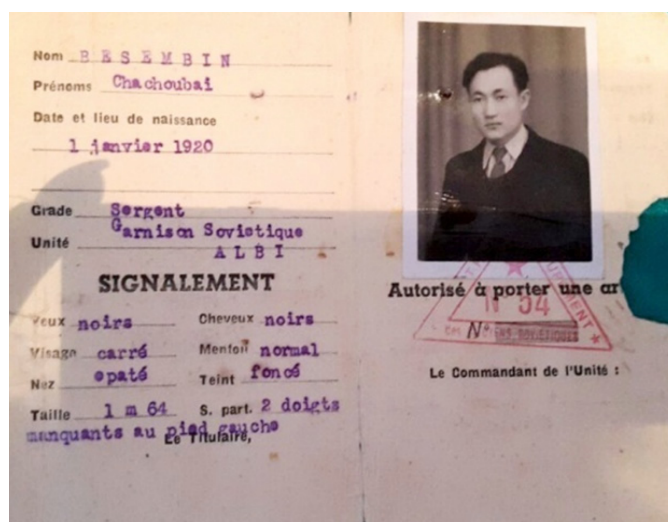 Nom BESEMBIN
Prénoms Chachoubai
Date et lieu de naissance
1 janvier 1920
Grade Sergent
Unité Garnison Soviétique
ALBI
SIGNALEMENT
Yeux noirs Cheveux noirs
Visage carré Menton normal
Nez epaté Teint foncé
Taille 1 m 64 S. part. 2 doigts
manquants au pied gauche
Le Titulaire,
Autorisé à porter une ar
N° 54
N°
SOVIETIQUES
Le Commandant de l'Unité :